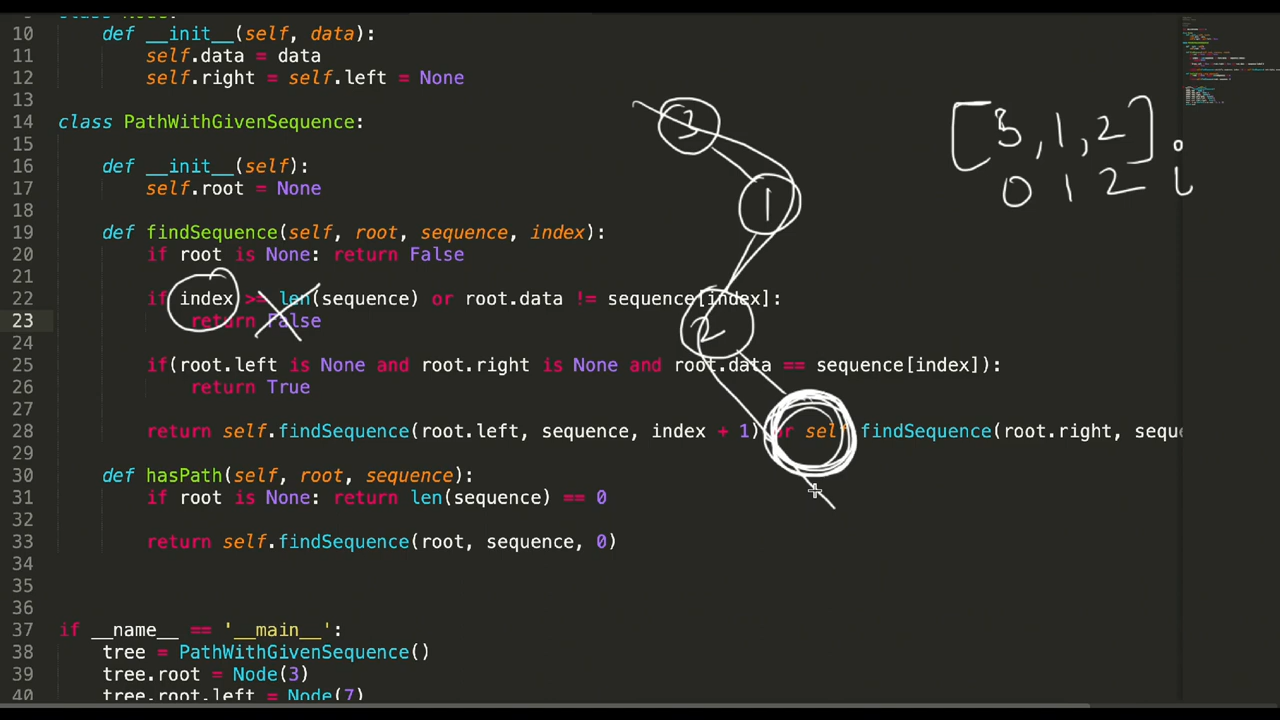 10 def __init__(self, data):
11 self.data = data
12 self.right = self.left = None
13
14 class PathWithGivenSequence:
15
16 def __init__(self):
17 self.root = None
18
19 def findSequence(self, root, sequence, index):
20 if root is None: return False
21
22 if index >= len(sequence) or root.data != sequence[index]:
23 return False
24
25 if(root.left is None and root.right is None and root.data == sequence[index]):
26 return True
27
28 return self.findSequence(root.left, sequence, index + 1) or self.findSequence(root.right, sequ
29
30 def hasPath(self, root, sequence):
31 if root is None: return len(sequence) == 0
32
33 return self.findSequence(root, sequence, 0)
34
35
36
37 if __name__ == '__main__':
38 tree = PathWithGivenSequence()
39 tree.root = Node(3)
40 tree.root.left = Node(7)
3
1
2
[3,1,2]
0 1 2 i